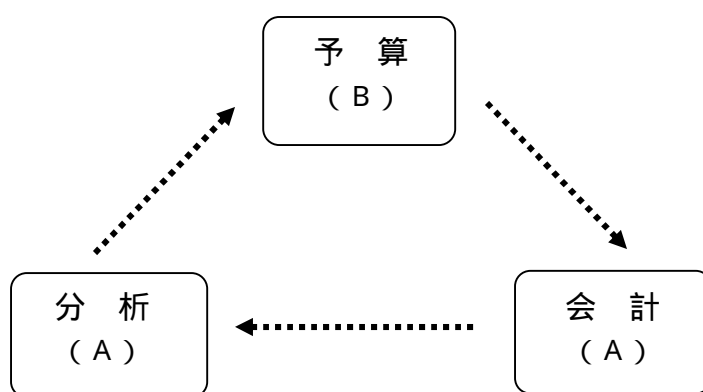 予　算
（Ｂ）
分　析
（Ａ）
会　計
（Ａ）